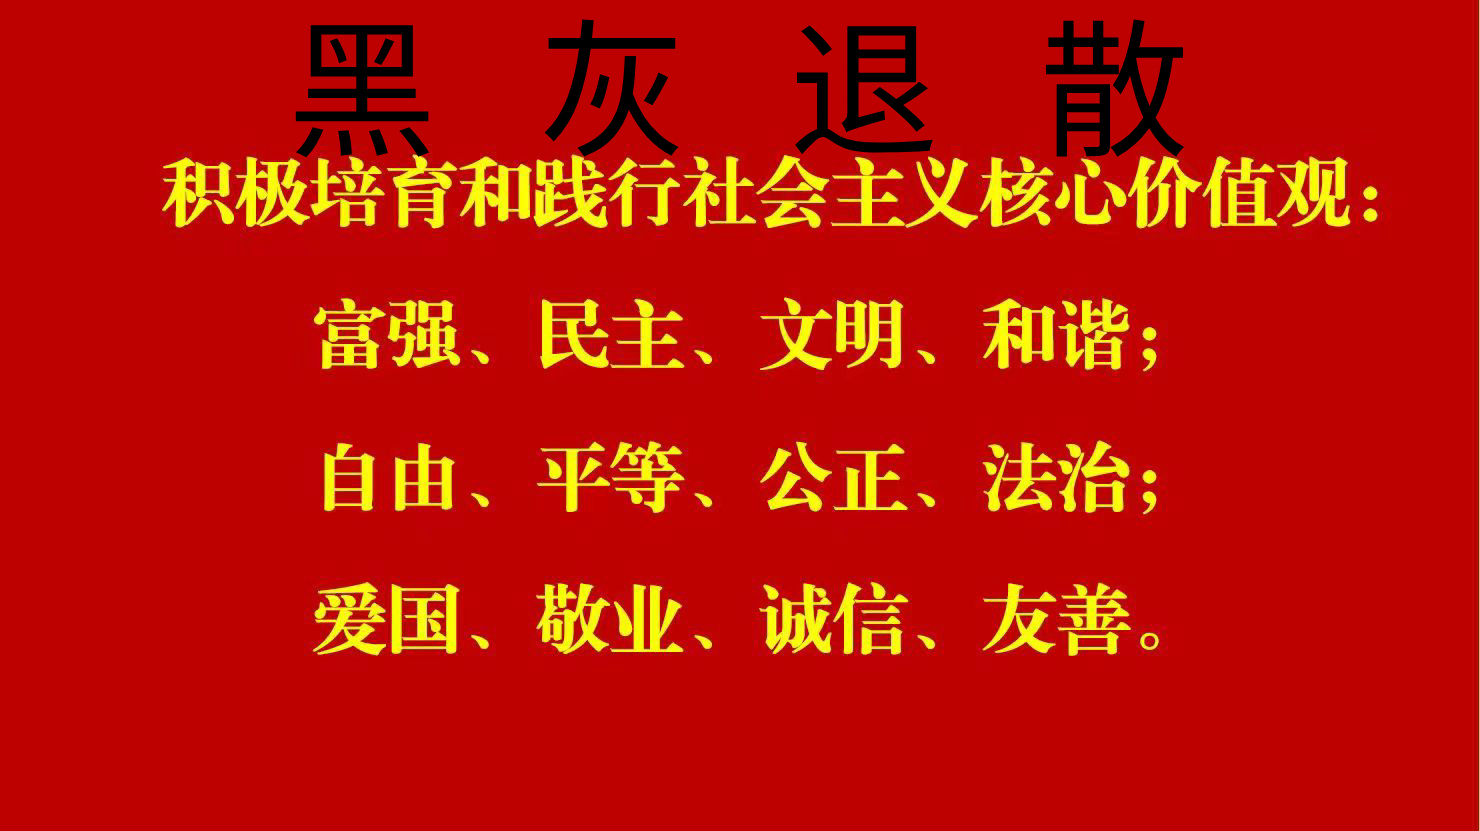 黑灰退散
积极培育和践行社会主义核心价值观：
富强、民主、文明、和谐；
自由、平等、公正、法治；
爱国、敬业、诚信、友善。